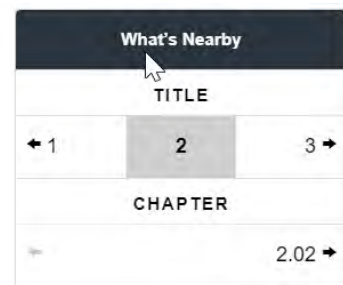 What's Nearby
TITLE
← 1 2 3 →
CHAPTER
← 2.02 →